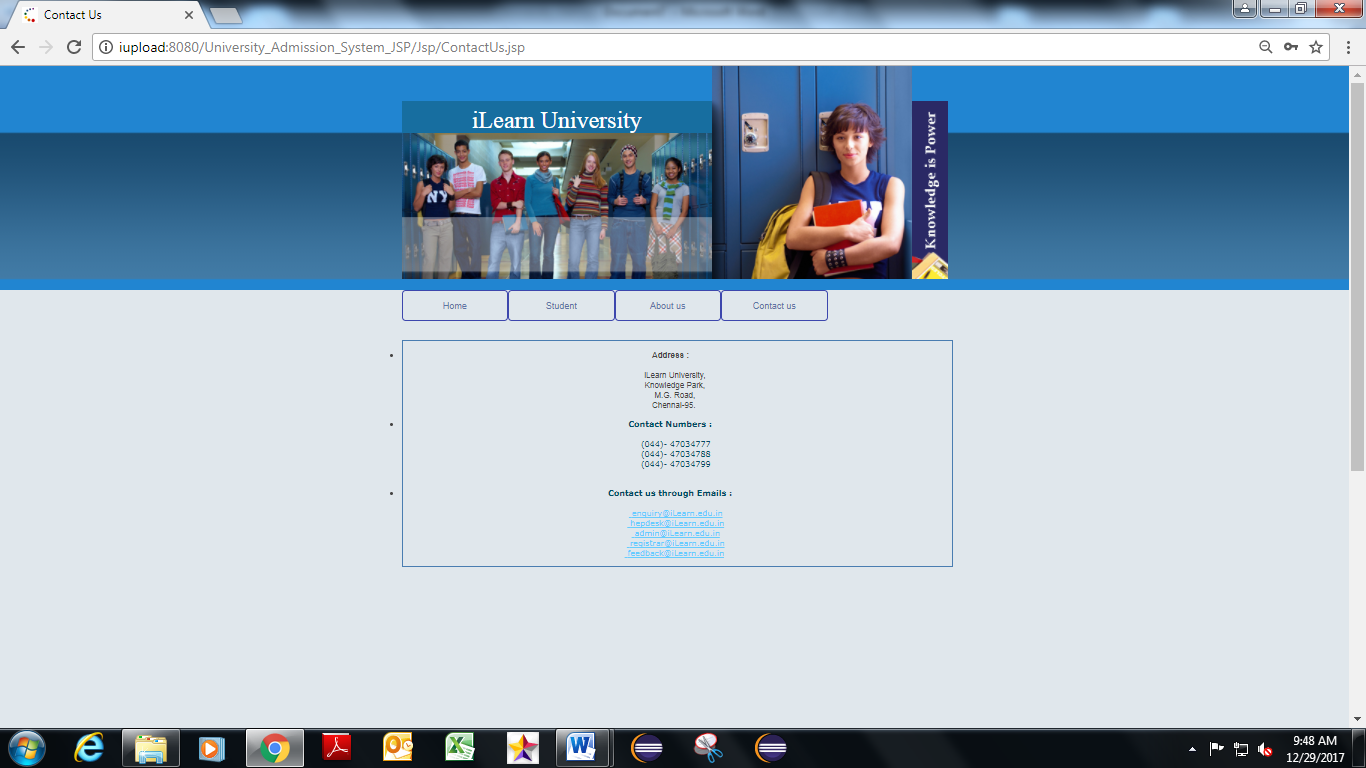 Contact Us
iupload:8080/University_Admission_System_JSP/Jsp/ContactUs.jsp
iLearn University
NY
Knowledge is Power
Home
Student
About us
Contact us
Address :
iLearn University,
Knowledge Park,
M.G. Road,
Chennai-95.
Contact Numbers :
(044)- 47034777
(044)- 47034788
(044)- 47034799
Contact us through Emails :
enquiry@iLearn.edu.in
hepdesk@iLearn.edu.in
admin@iLearn.edu.in
registrar@iLearn.edu.in
feedback@iLearn.edu.in
9:48 AM
12/29/2017